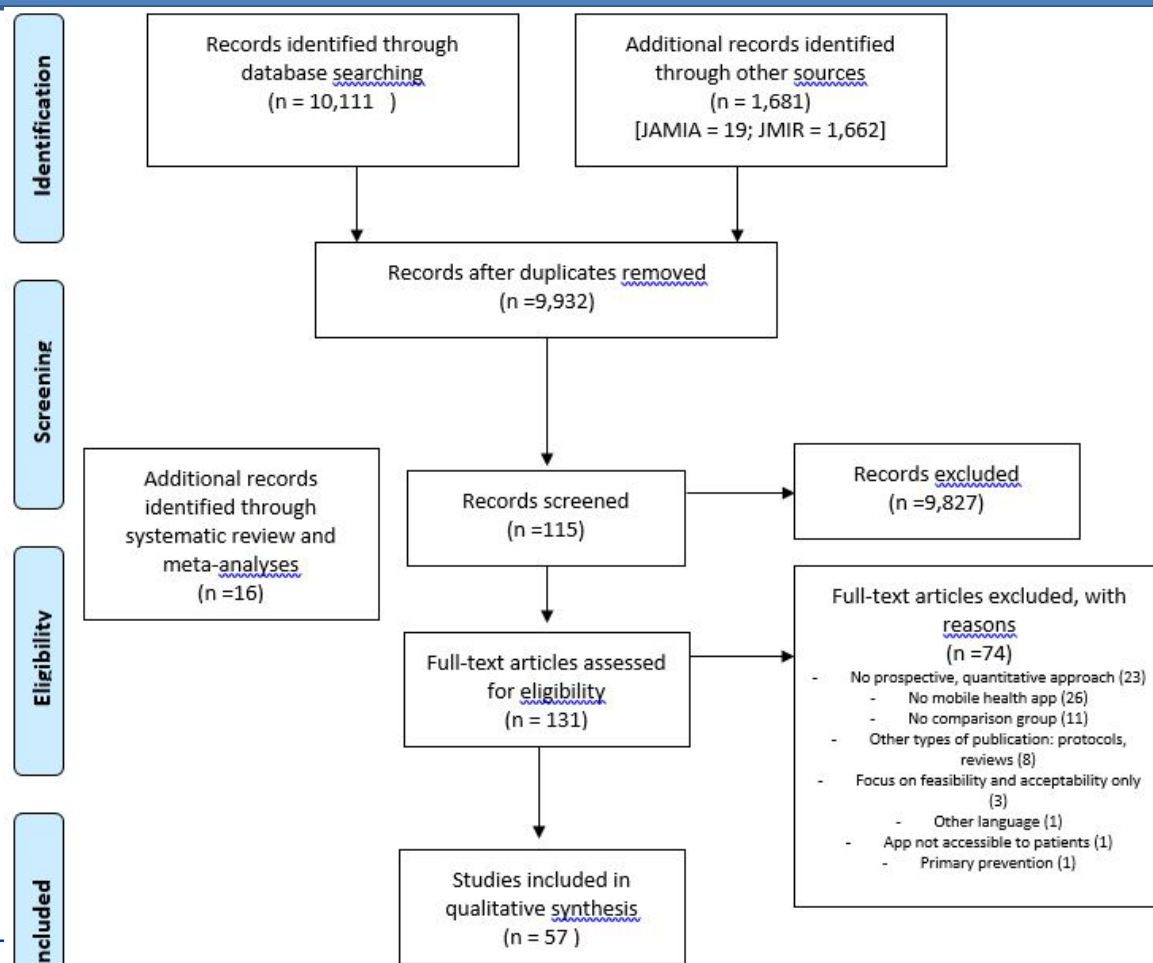 Identification
Records identified through
database searching
(n = 10,111 )
Additional records identified
through other sources
(n = 1,681)
[JAMIA = 19; JMIR = 1,662]
Records after duplicates removed
(n =9,932)
Screening
Additional records
identified through
systematic review and
meta-analyses
(n =16)
Records screened
(n =115)
Records excluded
(n =9,827)
Eligibility
Full-text articles assessed
for eligibility
(n = 131)
Full-text articles excluded, with
reasons
(n =74)
- No prospective, quantitative approach (23)
- No mobile health app (26)
- No comparison group (11)
- Other types of publication: protocols,
reviews (8)
- Focus on feasibility and acceptability only
(3)
- Other language (1)
- App not accessible to patients (1)
- Primary prevention (1)
ncluded
Studies included in
qualitative synthesis
(n = 57 )